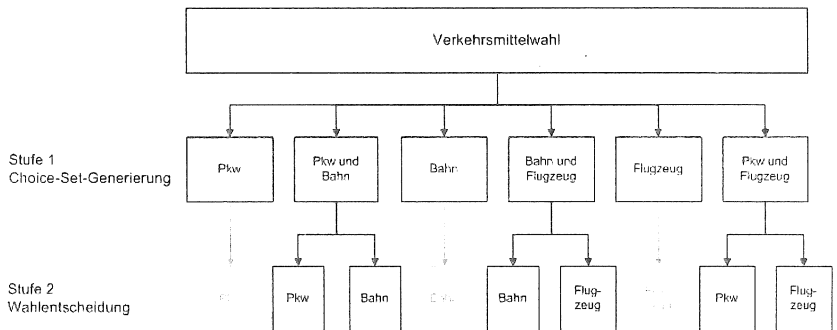 Verkehrsmittelwahl
Stufe 1
Choice-Set-Generierung
Pkw
Pkw und
Bahn
Bahn
Bahn und
Flugzeug
Flugzeug
Pkw und
Flugzeug
Stufe 2
Wahlentscheidung
Pkw
Bahn
Bahn
Flug-
zeug
Pkw
Flug-
zeug